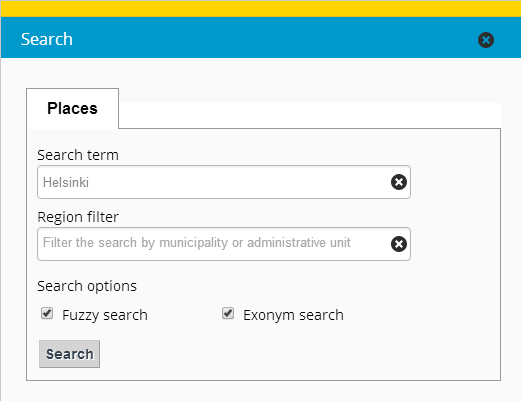 Search
Places
Search term
Helsinki
Region filter
Filter the search by municipality or administrative unit
Search options
Fuzzy search Exonym search
Search